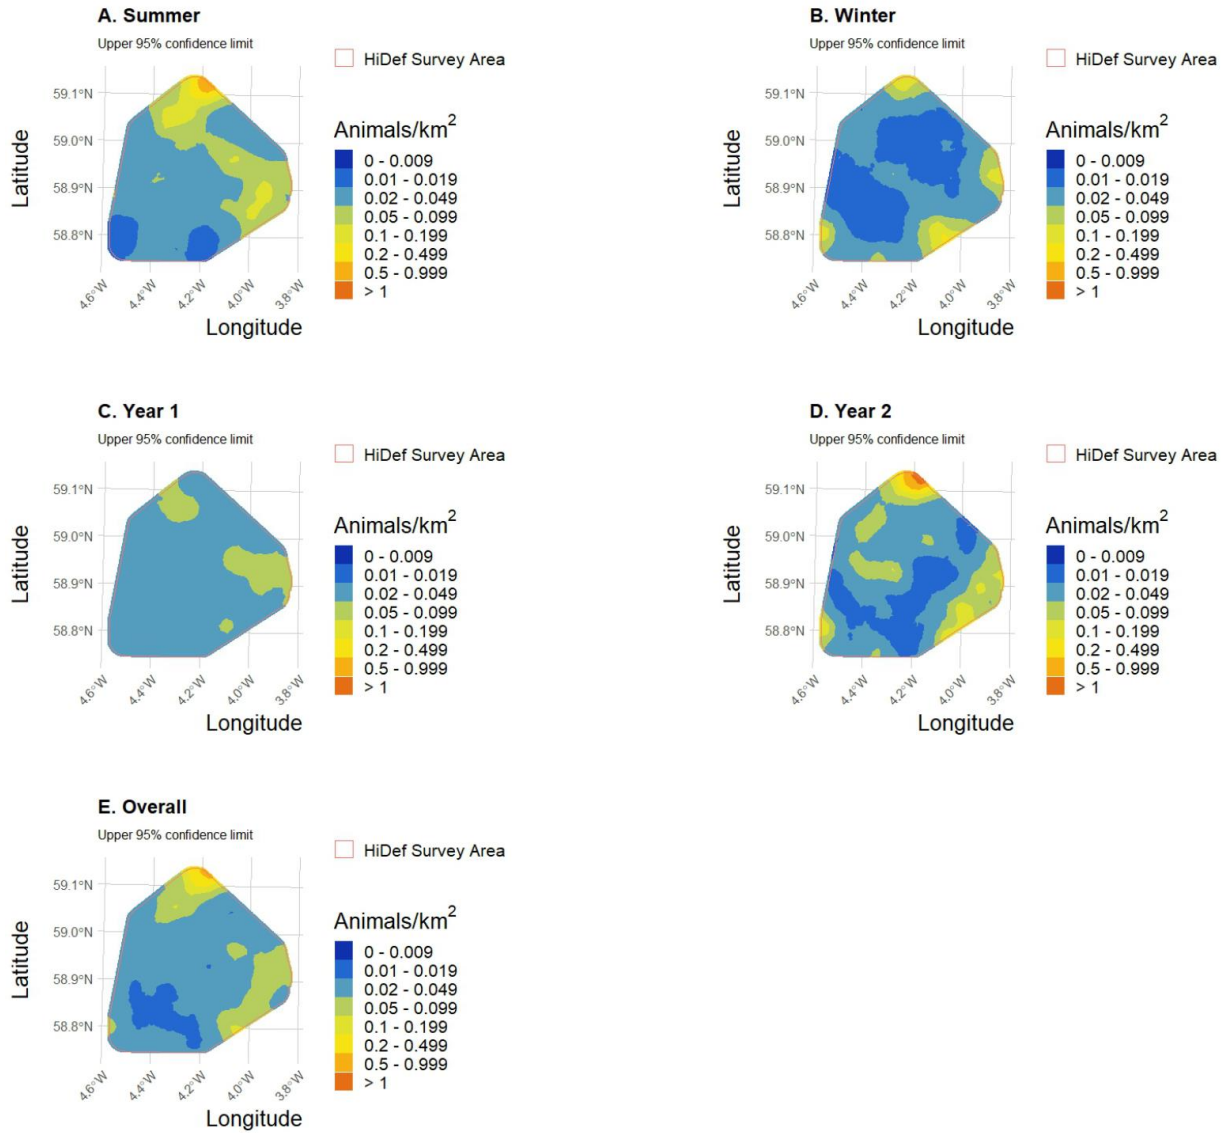 A. Summer
Upper 95% confidence limit
HiDef Survey Area
59.1°N
59.0°N
58.9°N
58.8°N
Latitude
4.6°W
4.4°W
4.2°W
4.0°W
3.8°W
Longitude
Animals/km²
0 - 0.009
0.01 - 0.019
0.02 - 0.049
0.05 - 0.099
0.1 - 0.199
0.2 - 0.499
0.5 - 0.999
> 1
B. Winter
Upper 95% confidence limit
HiDef Survey Area
59.1°N
59.0°N
58.9°N
58.8°N
Latitude
4.6°W
4.4°W
4.2°W
4.0°W
3.8°W
Longitude
Animals/km²
0 - 0.009
0.01 - 0.019
0.02 - 0.049
0.05 - 0.099
0.1 - 0.199
0.2 - 0.499
0.5 - 0.999
> 1
C. Year 1
Upper 95% confidence limit
HiDef Survey Area
59.1°N
59.0°N
58.9°N
58.8°N
Latitude
4.6°W
4.4°W
4.2°W
4.0°W
3.8°W
Longitude
Animals/km²
0 - 0.009
0.01 - 0.019
0.02 - 0.049
0.05 - 0.099
0.1 - 0.199
0.2 - 0.499
0.5 - 0.999
> 1
D. Year 2
Upper 95% confidence limit
HiDef Survey Area
59.1°N
59.0°N
58.9°N
58.8°N
Latitude
4.6°W
4.4°W
4.2°W
4.0°W
3.8°W
Longitude
Animals/km²
0 - 0.009
0.01 - 0.019
0.02 - 0.049
0.05 - 0.099
0.1 - 0.199
0.2 - 0.499
0.5 - 0.999
> 1
E. Overall
Upper 95% confidence limit
HiDef Survey Area
59.1°N
59.0°N
58.9°N
58.8°N
Latitude
4.6°W
4.4°W
4.2°W
4.0°W
3.8°W
Longitude
Animals/km²
0 - 0.009
0.01 - 0.019
0.02 - 0.049
0.05 - 0.099
0.1 - 0.199
0.2 - 0.499
0.5 - 0.999
> 1